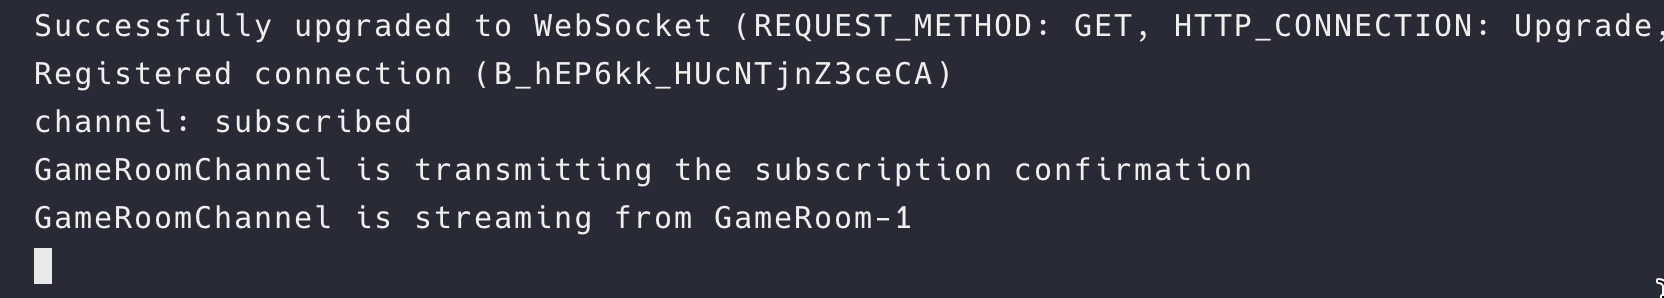 Successfully upgraded to WebSocket (REQUEST_METHOD: GET, HTTP_CONNECTION: Upgrade,
Registered connection (B_hEP6kk_HUcNTjnZ3ceCA)
channel: subscribed
GameRoomChannel is transmitting the subscription confirmation
GameRoomChannel is streaming from GameRoom-1